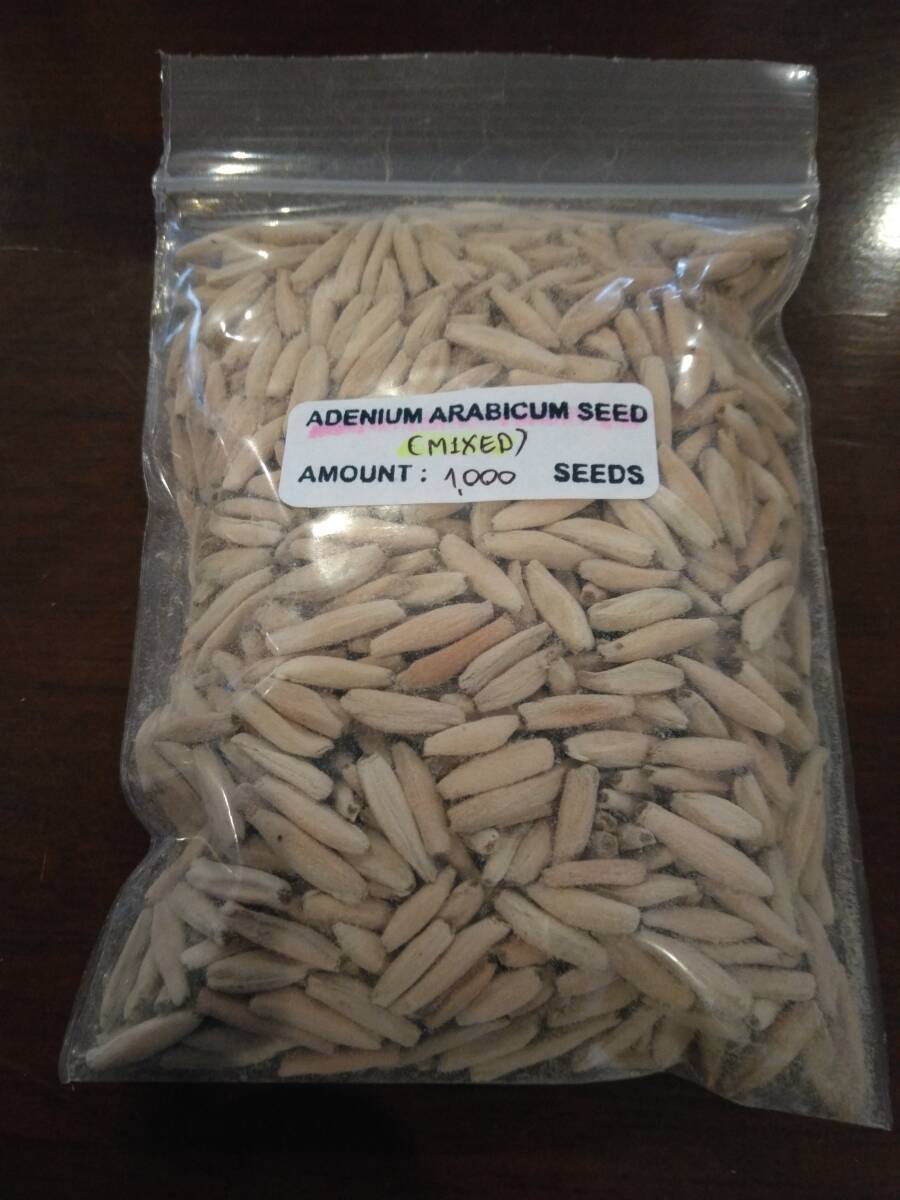 ADENIUM ARABICUM SEED
(MIXED)
AMOUNT : 1,000 SEEDS